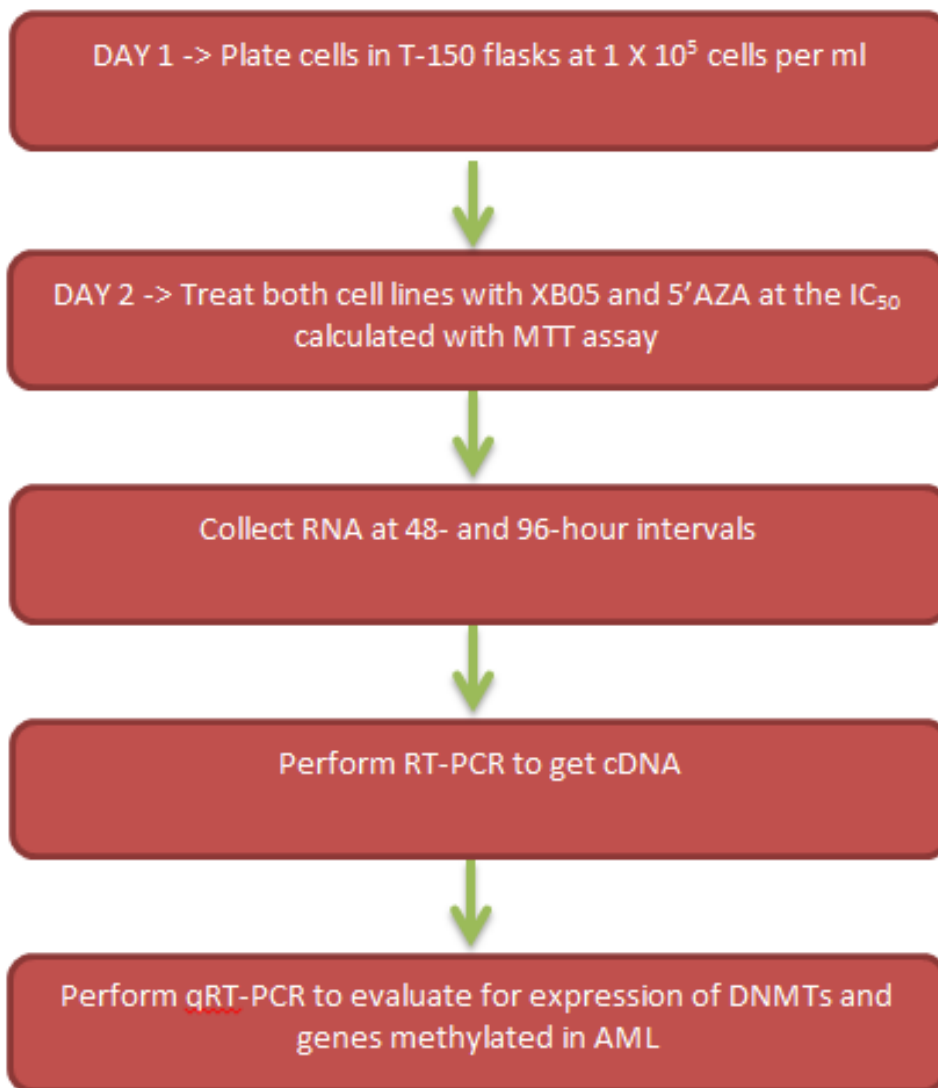 DAY 1 -> Plate cells in T-150 flasks at 1 X 10⁵ cells per ml
DAY 2 -> Treat both cell lines with XB05 and 5’AZA at the IC₅₀
calculated with MTT assay
Collect RNA at 48- and 96-hour intervals
Perform RT-PCR to get cDNA
Perform qRT-PCR to evaluate for expression of DNMTs and
genes methylated in AML